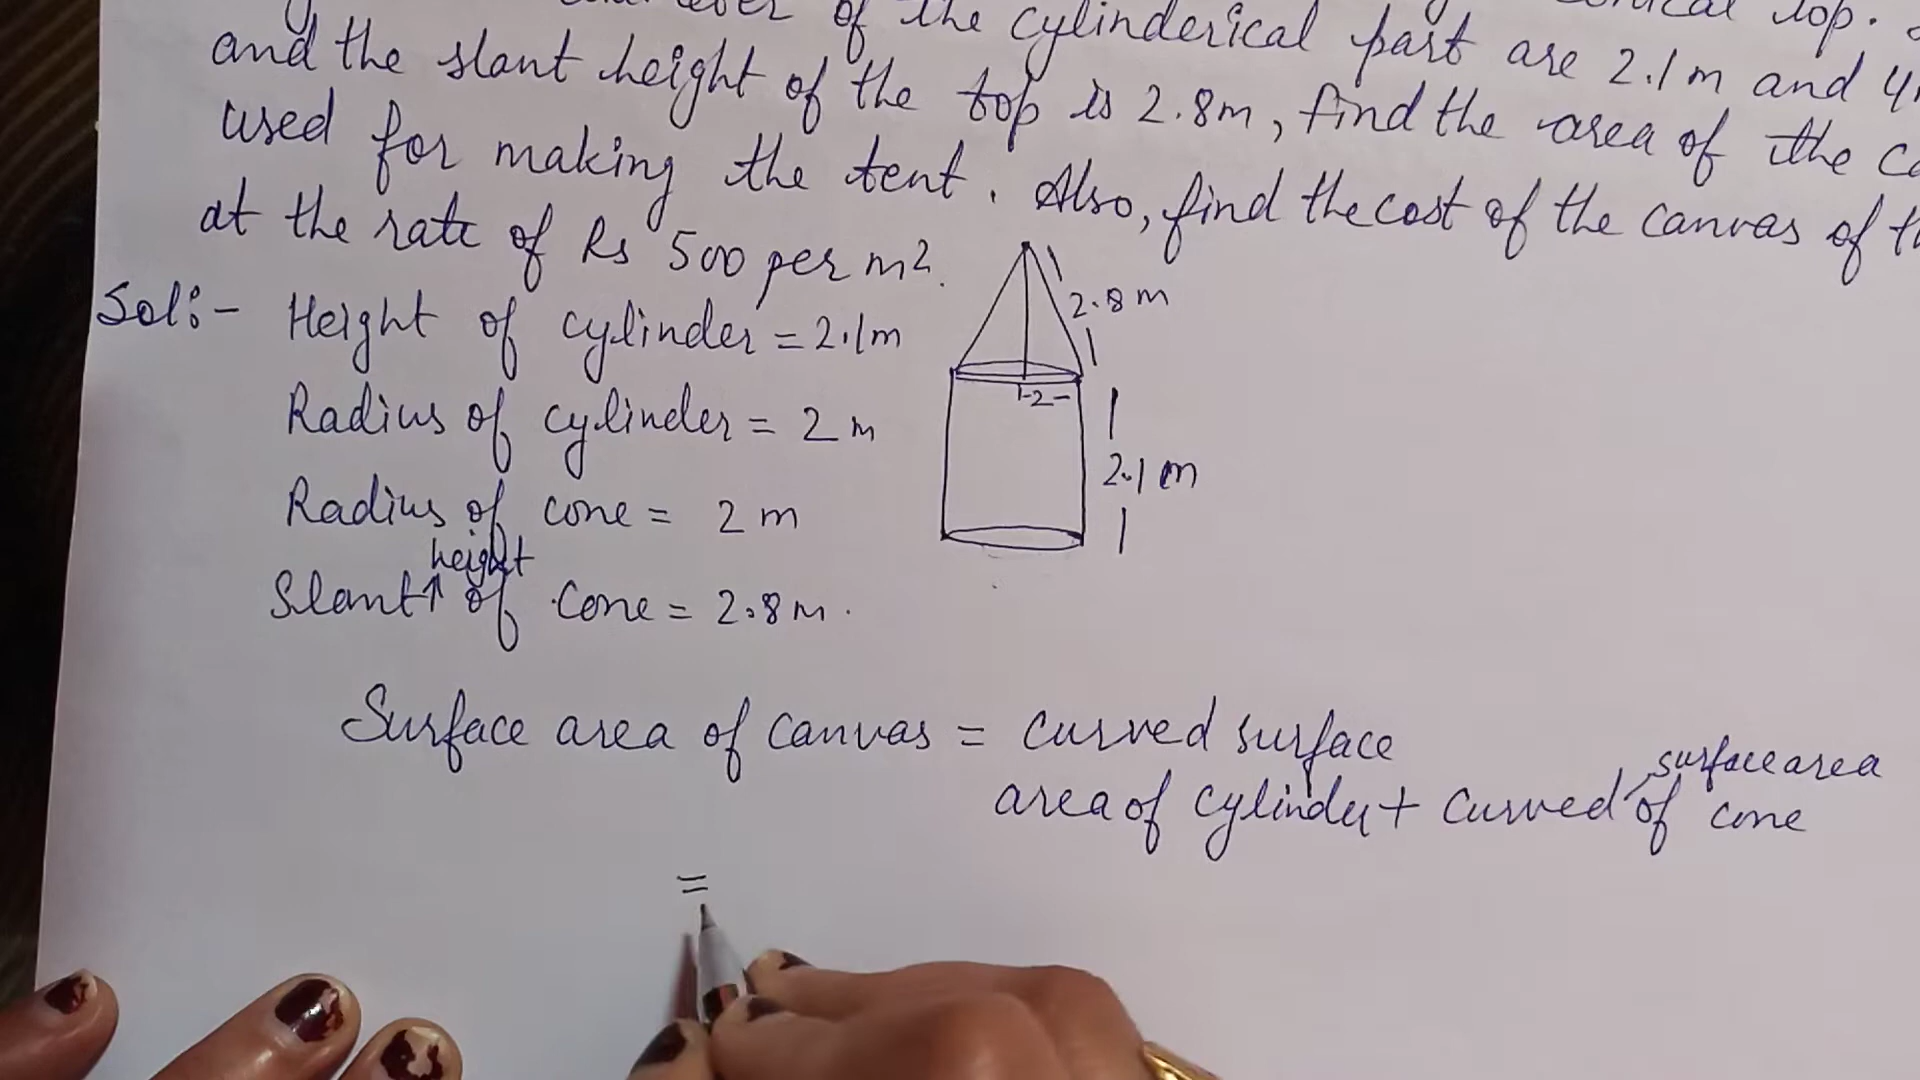 of the cylinderical part are 2.1m and
and the slant height of the top is 2.8m, find the area of the
used for making the tent. Also, find the cost of the canvas of
at the rate of Rs 500 per m².
Sol:- Height of cylinder = 2.1m
Radius of cylinder = 2 m
Radius of cone = 2 m
height
Slant of cone = 2.8m.
2.8 m
2
2.1 m
Surface area of canvas = curved surface
surface area
area of cylinder + curved of cone
=